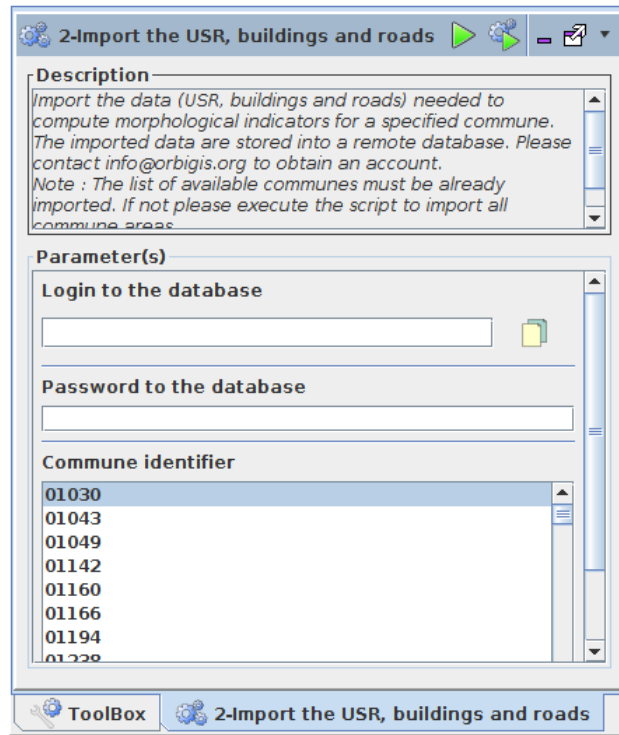 2-Import the USR, buildings and roads
Description
Import the data (USR, buildings and roads) needed to
compute morphological indicators for a specified commune.
The imported data are stored into a remote database. Please
contact info@orbigis.org to obtain an account.
Note : The list of available communes must be already
imported. If not please execute the script to import all
commune areas
Parameter(s)
Login to the database
Password to the database
Commune identifier
01030
01043
01049
01142
01160
01166
01194
01238
ToolBox
2-Import the USR, buildings and roads